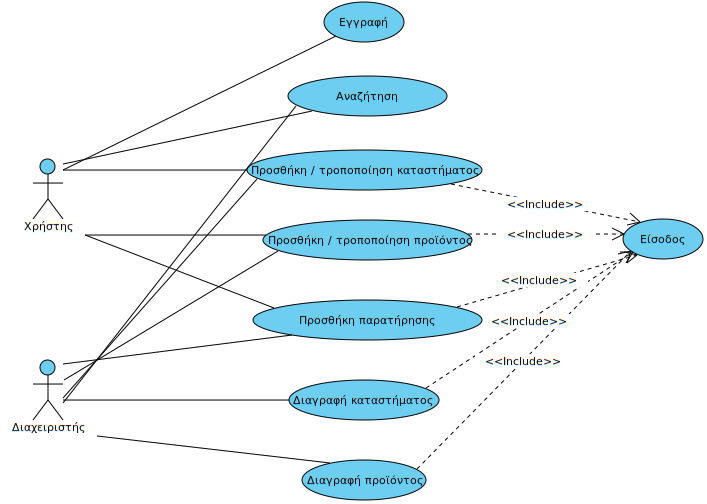 Εγγραφή
Αναζήτηση
Προσθήκη / τροποποίηση καταστήματος
<<Include>>
Χρήστης
Προσθήκη / τροποποίηση προϊόντος
<<Include>>
Είσοδος
<<Include>>
Προσθήκη παρατήρησης
<<Include>>
<<Include>>
Διαγραφή καταστήματος
Διαχειριστής
Διαγραφή προϊόντος